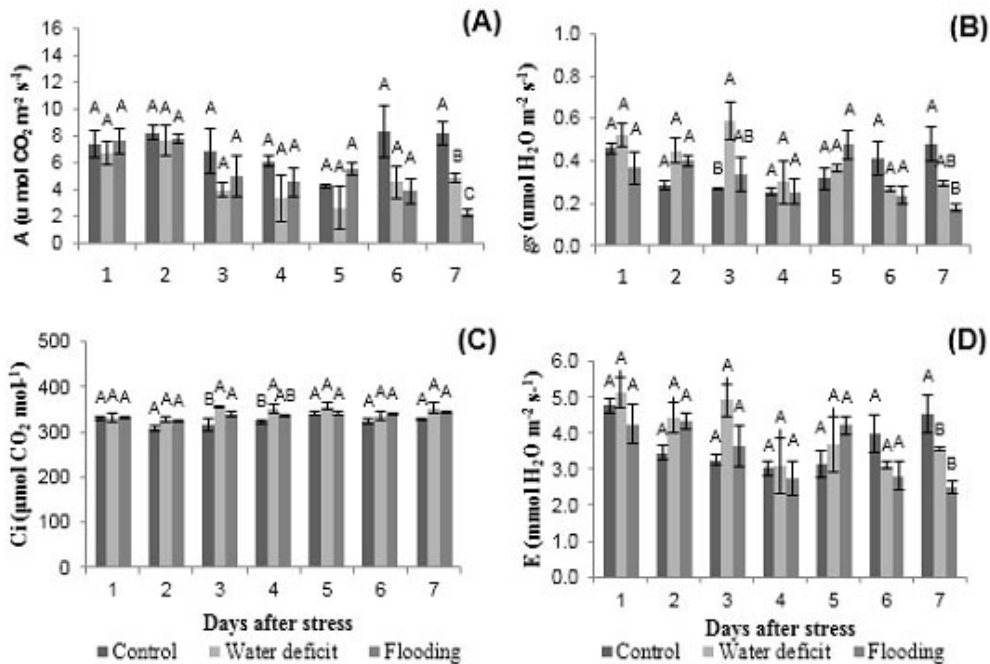 (A)
A (u mol CO₂ m⁻² s⁻¹)
16
14
12
10
8
6
4
2
0
A A A
A A A
A A A
A A A
A A A
A A A
A B C
1 2 3 4 5 6 7
(B)
gs (umol H₂O m⁻² s⁻¹)
1.0
0.8
0.6
0.4
0.2
0.0
A A A
A A A
B A AB
A A A
A A A
A A A
A AB B
1 2 3 4 5 6 7
(C)
Ci (µmol CO₂ mol⁻¹)
500
400
300
200
100
0
A A A
A A A
B A A
B A AB
A A A
A A A
A A A
1 2 3 4 5 6 7
Days after stress
Control Water deficit Flooding
(D)
E (mmol H₂O m⁻² s⁻¹)
6.0
5.0
4.0
3.0
2.0
1.0
0.0
A A A
A A A
A A A
A A A
A A A
A A A
A B B
1 2 3 4 5 6 7
Days after stress
Control Water deficit Flooding